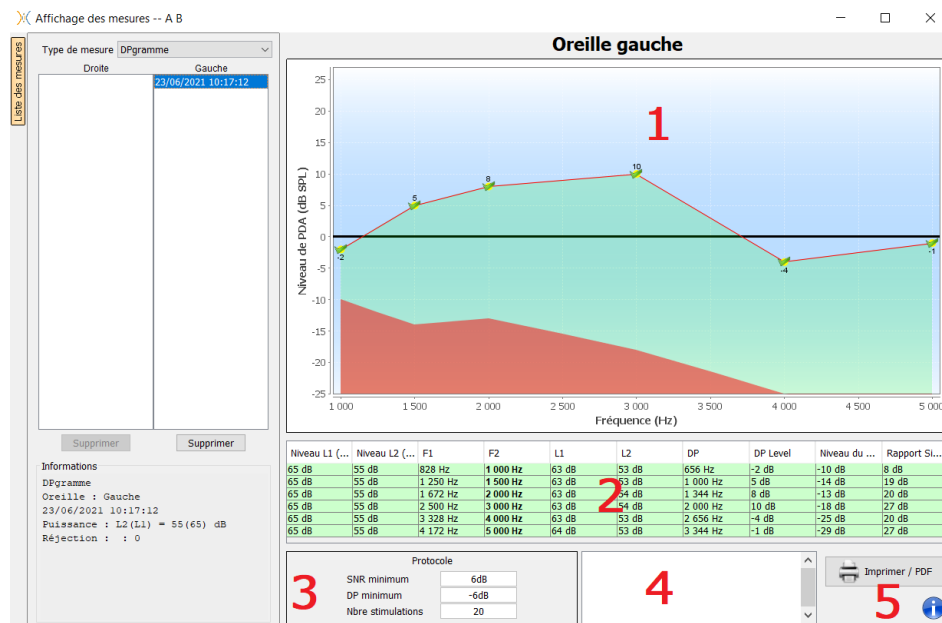 Affichage des mesures -- A B
Liste des mesures
Type de mesure DPgramme
Droite Gauche
23/06/2021 10:17:12
Supprimer Supprimer
Informations
DPgramme
Oreille : Gauche
23/06/2021 10:17:12
Puissance : L2(L1) = 55(65) dB
Réjection : : 0
Oreille gauche
Niveau de PDA (dB SPL)
25
20
15
10
5
0
-5
-10
-15
-20
-25
-2 5 8 10 -4 -1
1
1 000 1 500 2 000 2 500 3 000 3 500 4 000 4 500 5 000
Fréquence (Hz)
Niveau L1 (... Niveau L2 (... F1 F2 L1 L2 DP DP Level Niveau du ... Rapport Si...
65 dB 55 dB 828 Hz 1 000 Hz 63 dB 53 dB 656 Hz -2 dB -10 dB 8 dB
65 dB 55 dB 1 250 Hz 1 500 Hz 63 dB 53 dB 1 000 Hz 5 dB -14 dB 19 dB
65 dB 55 dB 1 672 Hz 2 000 Hz 63 dB 54 dB 1 344 Hz 8 dB -13 dB 20 dB
65 dB 55 dB 2 500 Hz 3 000 Hz 63 dB 54 dB 2 000 Hz 10 dB -18 dB 27 dB
65 dB 55 dB 3 328 Hz 4 000 Hz 63 dB 53 dB 2 656 Hz -4 dB -25 dB 20 dB
65 dB 55 dB 4 172 Hz 5 000 Hz 64 dB 53 dB 3 344 Hz -1 dB -29 dB 27 dB
2
Protocole
SNR minimum 6dB
DP minimum -6dB
Nbre stimulations 20
3
4
Imprimer / PDF
5